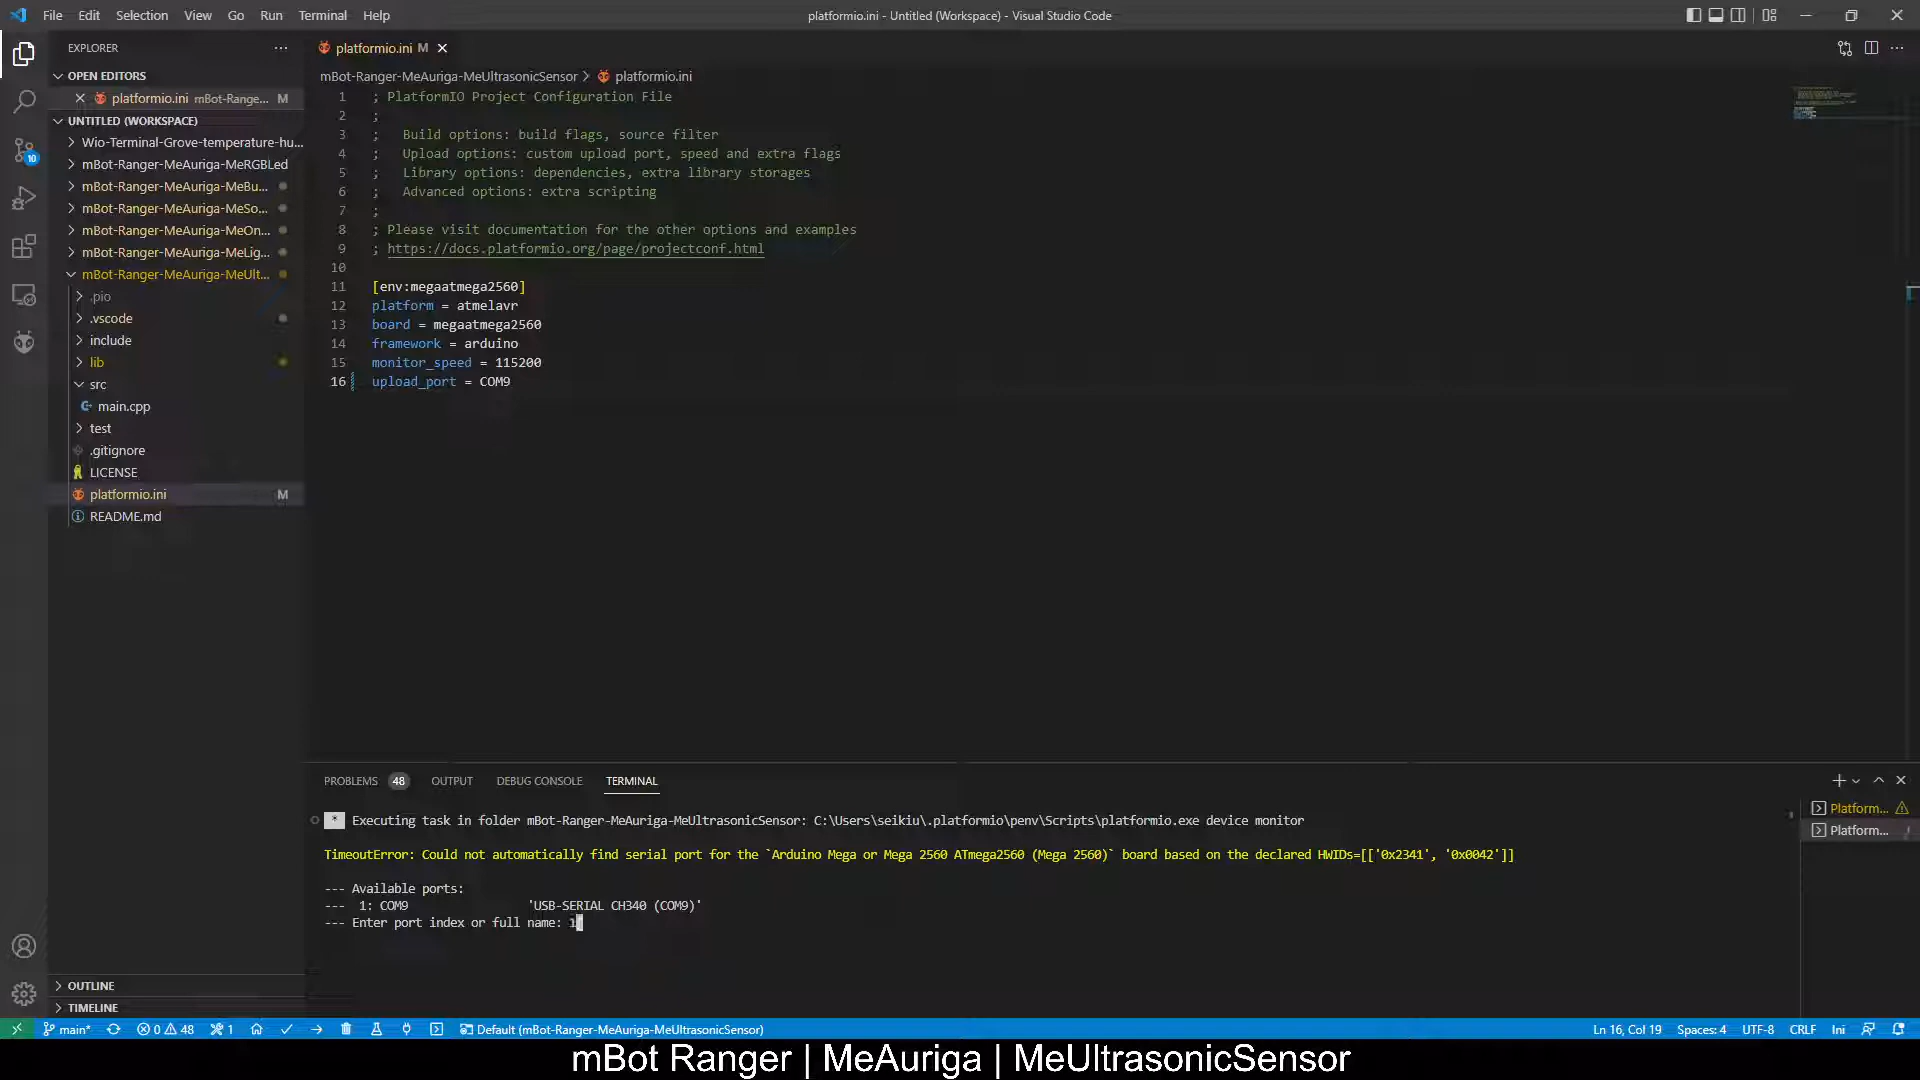 File Edit Selection View Go Run Terminal Help
platformio.ini - Untitled (Workspace) - Visual Studio Code
EXPLORER
OPEN EDITORS
platformio.ini mBot-Range... M
UNTITLED (WORKSPACE)
Wio-Terminal-Grove-temperature-hu...
mBot-Ranger-MeAuriga-MeRGBLed
mBot-Ranger-MeAuriga-MeBu...
mBot-Ranger-MeAuriga-MeSo...
mBot-Ranger-MeAuriga-MeOn...
mBot-Ranger-MeAuriga-MeLig...
mBot-Ranger-MeAuriga-MeUlt...
.pio
.vscode
include
lib
src
main.cpp
test
.gitignore
LICENSE
platformio.ini M
README.md
OUTLINE
TIMELINE
10
platformio.ini M
mBot-Ranger-MeAuriga-MeUltrasonicSensor > platformio.ini
1 ; PlatformIO Project Configuration File
2 ;
3 ; Build options: build flags, source filter
4 ; Upload options: custom upload port, speed and extra flags
5 ; Library options: dependencies, extra library storages
6 ; Advanced options: extra scripting
7 ;
8 ; Please visit documentation for the other options and examples
9 ; https://docs.platformio.org/page/projectconf.html
10
11 [env:megaatmega2560]
12 platform = atmelavr
13 board = megaatmega2560
14 framework = arduino
15 monitor_speed = 115200
16 upload_port = COM9
PROBLEMS 48 OUTPUT DEBUG CONSOLE TERMINAL
* Executing task in folder mBot-Ranger-MeAuriga-MeUltrasonicSensor: C:\Users\seikiu\.platformio\penv\Scripts\platformio.exe device monitor
TimeoutError: Could not automatically find serial port for the `Arduino Mega or Mega 2560 ATmega2560 (Mega 2560)` board based on the declared HWIDs=[['0x2341', '0x0042']]
--- Available ports:
--- 1: COM9 'USB-SERIAL CH340 (COM9)'
--- Enter port index or full name: 1
Platform...
Platform...
main* 0 48 1 Default (mBot-Ranger-MeAuriga-MeUltrasonicSensor)
Ln 16, Col 19 Spaces: 4 UTF-8 CRLF Ini
mBot Ranger | MeAuriga | MeUltrasonicSensor